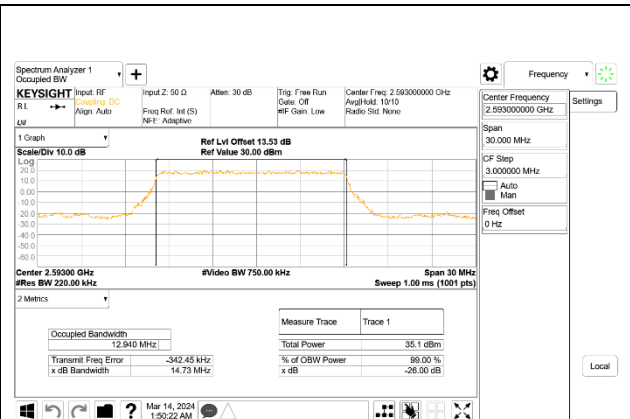 Spectrum Analyzer 1
Occupied BW
Frequency
KEYSIGHT
Input: RF
Input Z: 50 Ω
Atten: 30 dB
Trig: Free Run
Center Freq: 2.593000000 GHz
RL
Coupling: DC
Gate: Off
Avg|Hold: 10/10
Align: Auto
Freq Ref: Int (S)
#IF Gain: Low
Radio Std: None
NFE: Adaptive
Center Frequency
2.593000000 GHz
Settings
Span
30.000 MHz
CF Step
3.000000 MHz
Auto
Man
Freq Offset
0 Hz
1 Graph
Ref Lvl Offset 13.53 dB
Scale/Div 10.0 dB
Ref Value 30.00 dBm
Log
20.0
10.0
0.00
10.0
20.0
-30.0
-40.0
-50.0
-60.0
Center 2.59300 GHz
#Video BW 750.00 kHz
Span 30 MHz
#Res BW 220.00 kHz
Sweep 1.00 ms (1001 pts)
2 Metrics
Measure Trace
Trace 1
Occupied Bandwidth
12.940 MHz
Total Power
35.1 dBm
Transmit Freq Error
-342.45 kHz
% of OBW Power
99.00 %
x dB Bandwidth
14.73 MHz
x dB
-26.00 dB
Local
?
Mar 14, 2024
1:50:22 AM